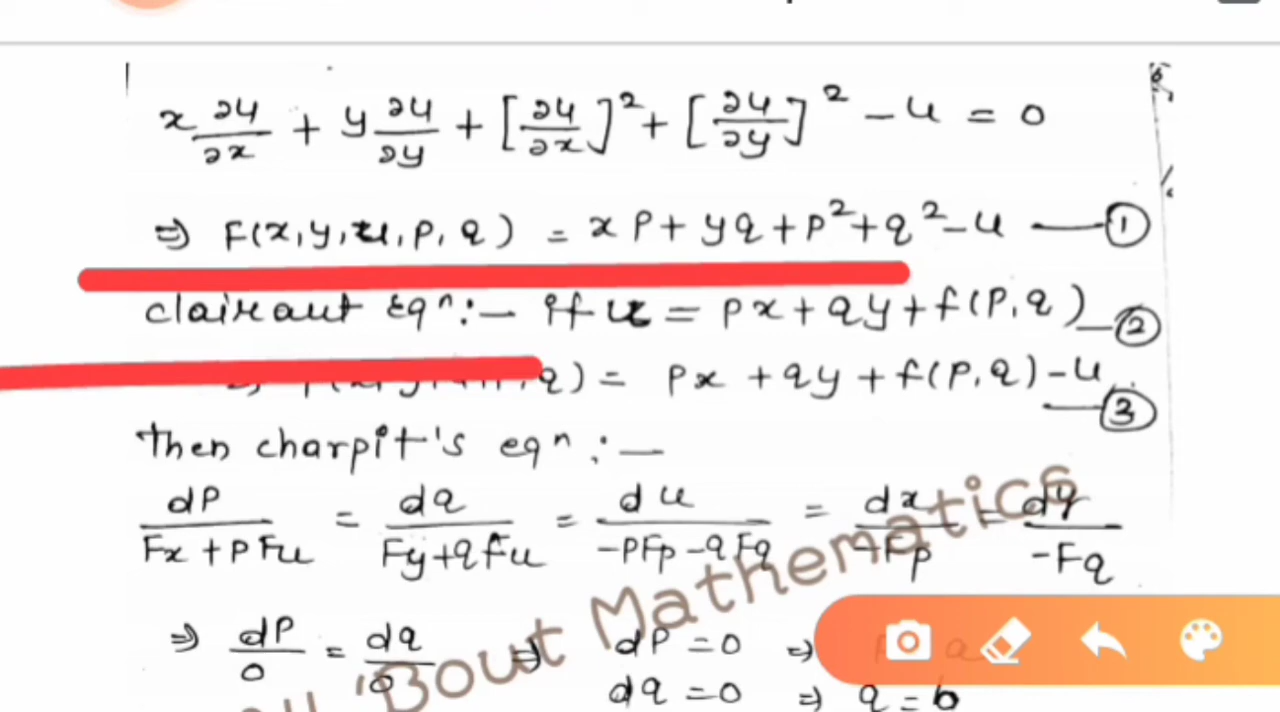 x ∂u/∂x + y ∂u/∂y + [∂u/∂x]² + [∂u/∂y]² - u = 0
⇒ F(x, y, u, p, q) = xp + yq + p² + q² - u —①
clairaut Eqⁿ:— if u = px + qy + f(p, q) —②
q) = px + qy + f(p, q) - u —③
Then charpit's eqⁿ:—
dp/(Fx + pFu) = dq/(Fy + qFu) = du/(-pFp - qFq) = dx/-Fp = dy/-Fq
⇒ dp/0 = dq/0 ⇒ dp = 0 ⇒
dq = 0 ⇒ q = b
'Bout Mathematics